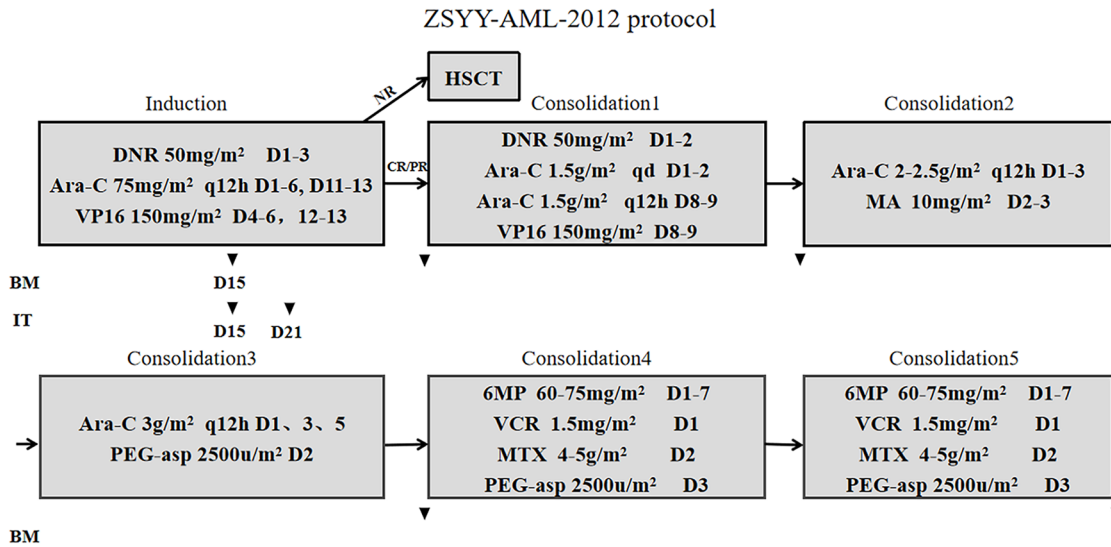 ZSYY-AML-2012 protocol
HSCT
NR
Induction
Consolidation1
Consolidation2
DNR 50mg/m² D1-3
Ara-C 75mg/m² q12h D1-6, D11-13
VP16 150mg/m² D4-6，12-13
CR/PR
DNR 50mg/m² D1-2
Ara-C 1.5g/m² qd D1-2
Ara-C 1.5g/m² q12h D8-9
VP16 150mg/m² D8-9
Ara-C 2-2.5g/m² q12h D1-3
MA 10mg/m² D2-3
BM
D15
IT
D15 D21
Consolidation3
Consolidation4
Consolidation5
Ara-C 3g/m² q12h D1、3、5
PEG-asp 2500u/m² D2
6MP 60-75mg/m² D1-7
VCR 1.5mg/m² D1
MTX 4-5g/m² D2
PEG-asp 2500u/m² D3
6MP 60-75mg/m² D1-7
VCR 1.5mg/m² D1
MTX 4-5g/m² D2
PEG-asp 2500u/m² D3
BM